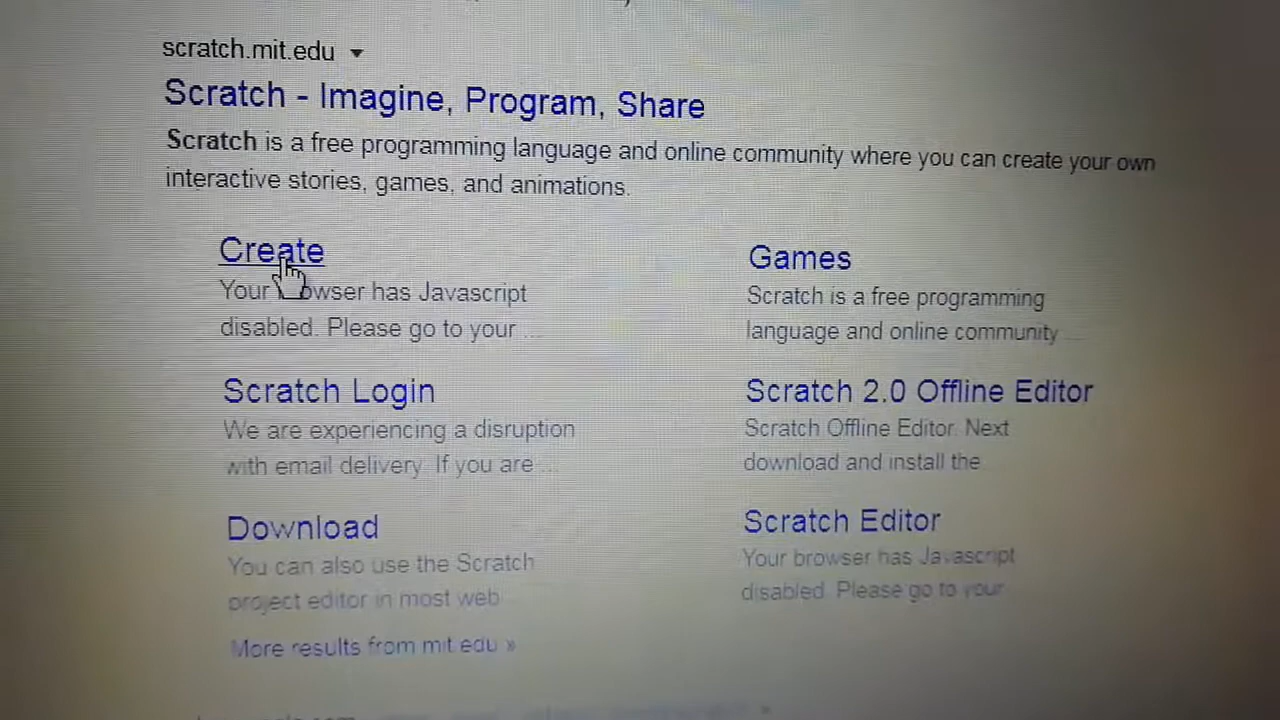 scratch.mit.edu
Scratch - Imagine, Program, Share
Scratch is a free programming language and online community where you can create your own
interactive stories, games, and animations.
Create
Your browser has Javascript
disabled. Please go to your ...
Games
Scratch is a free programming
language and online community ...
Scratch Login
We are experiencing a disruption
with email delivery. If you are ...
Scratch 2.0 Offline Editor
Scratch Offline Editor. Next
download and install the
Download
You can also use the Scratch
project editor in most web
Scratch Editor
Your browser has Javascript
disabled. Please go to your
More results from mit.edu »